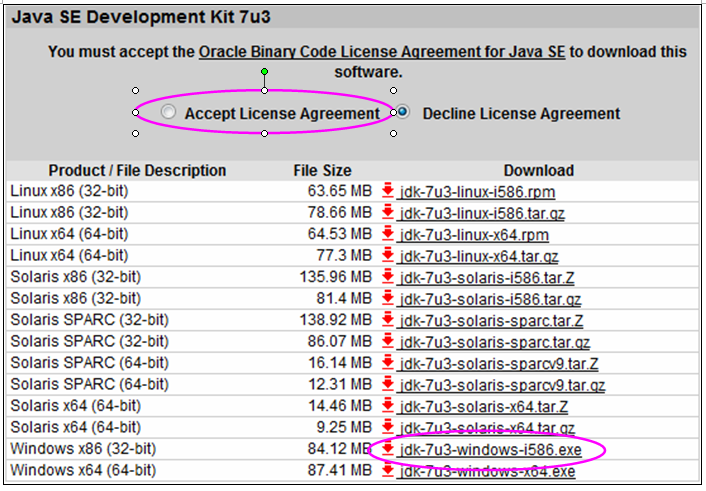 Java SE Development Kit 7u3
You must accept the Oracle Binary Code License Agreement for Java SE to download this
software.
Accept License Agreement Decline License Agreement
Product / File Description File Size Download
Linux x86 (32-bit) 63.65 MB jdk-7u3-linux-i586.rpm
Linux x86 (32-bit) 78.66 MB jdk-7u3-linux-i586.tar.gz
Linux x64 (64-bit) 64.53 MB jdk-7u3-linux-x64.rpm
Linux x64 (64-bit) 77.3 MB jdk-7u3-linux-x64.tar.gz
Solaris x86 (32-bit) 135.96 MB jdk-7u3-solaris-i586.tar.Z
Solaris x86 (32-bit) 81.4 MB jdk-7u3-solaris-i586.tar.gz
Solaris SPARC (32-bit) 138.92 MB jdk-7u3-solaris-sparc.tar.Z
Solaris SPARC (32-bit) 86.07 MB jdk-7u3-solaris-sparc.tar.gz
Solaris SPARC (64-bit) 16.14 MB jdk-7u3-solaris-sparcv9.tar.Z
Solaris SPARC (64-bit) 12.31 MB jdk-7u3-solaris-sparcv9.tar.gz
Solaris x64 (64-bit) 14.46 MB jdk-7u3-solaris-x64.tar.Z
Solaris x64 (64-bit) 9.25 MB jdk-7u3-solaris-x64.tar.gz
Windows x86 (32-bit) 84.12 MB jdk-7u3-windows-i586.exe
Windows x64 (64-bit) 87.41 MB jdk-7u3-windows-x64.exe